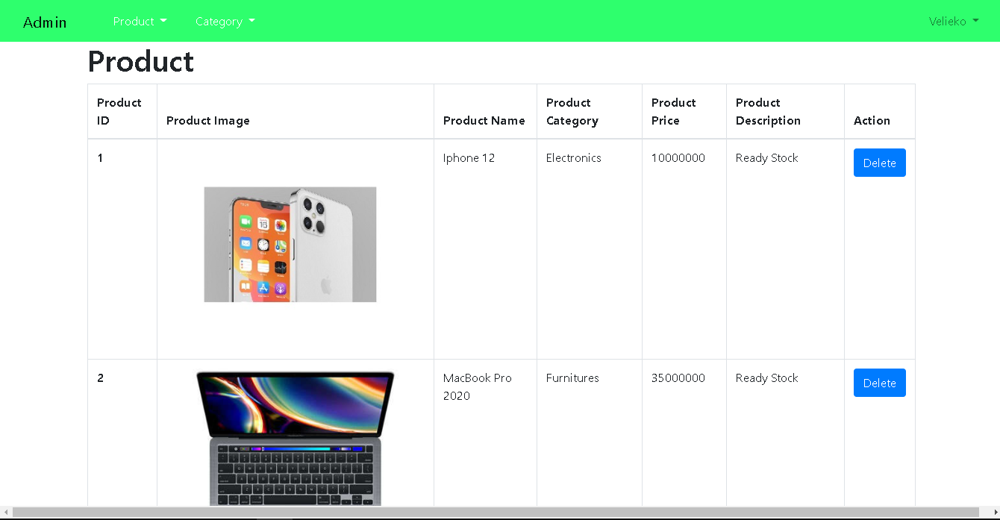 Admin Product Category Velieko
Product
Product ID Product Image Product Name Product Category Product Price Product Description Action
1 Iphone 12 Electronics 10000000 Ready Stock Delete
2 MacBook Pro 2020 Furnitures 35000000 Ready Stock Delete